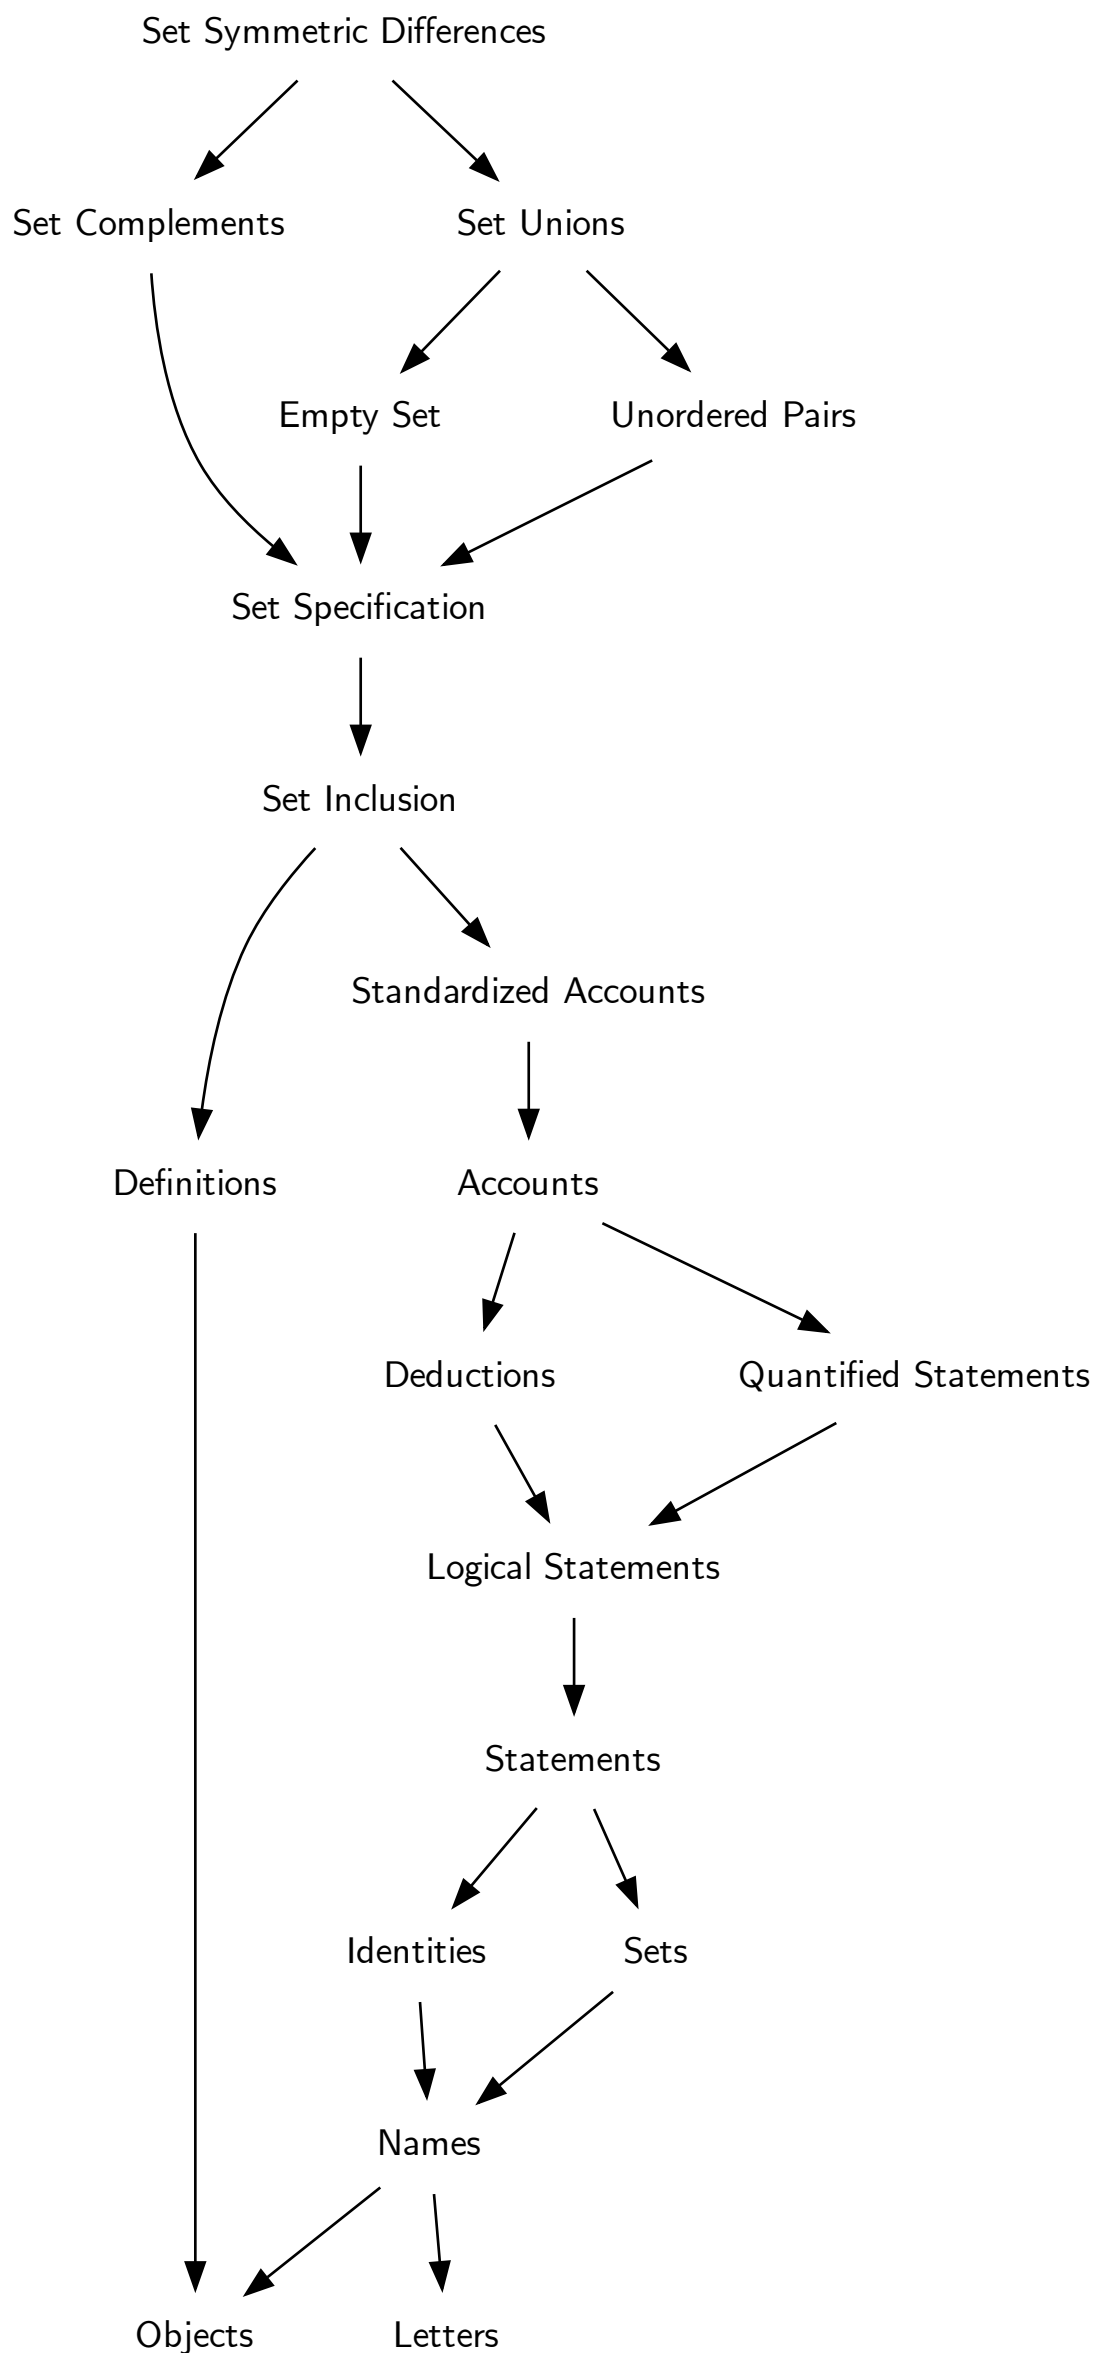 Set Symmetric Differences
Set Complements
Set Unions
Empty Set
Unordered Pairs
Set Specification
Set Inclusion
Standardized Accounts
Definitions
Accounts
Deductions
Quantified Statements
Logical Statements
Statements
Identities
Sets
Names
Objects
Letters